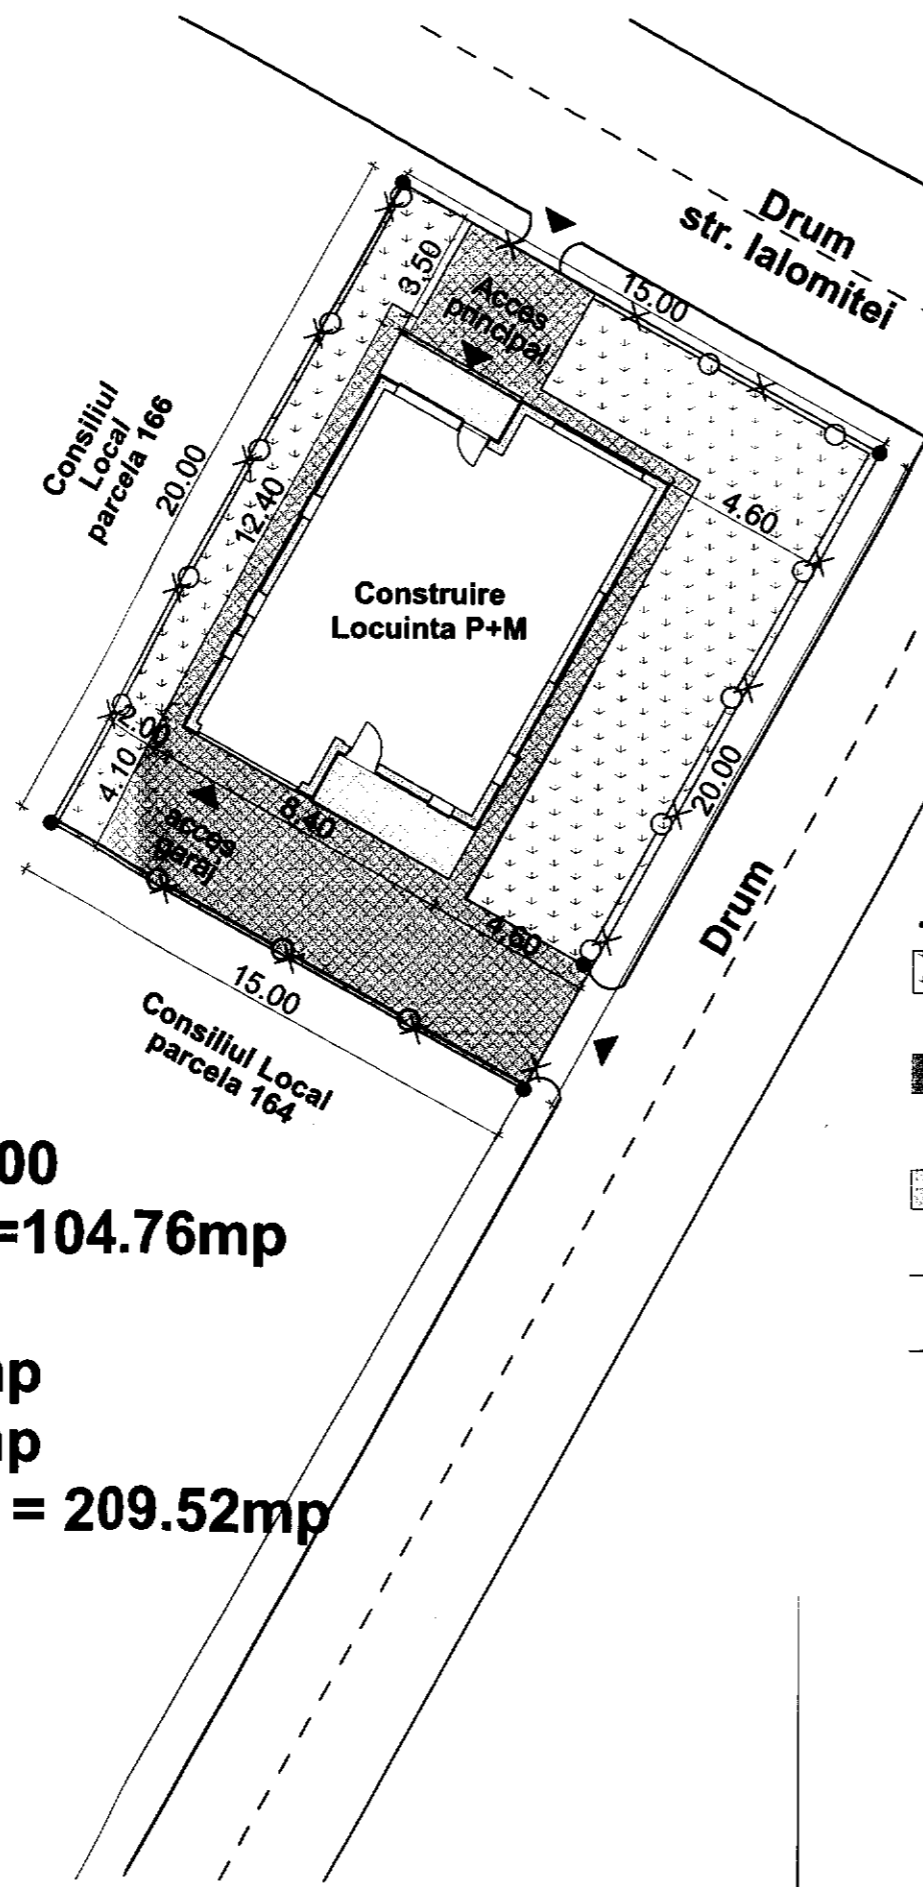 Drum
str. Ialomitei
15.00
3.50
Acces
principal
Consiliul
Local
parcela 166
20.00
12.40
4.60
Construire
Locuinta P+M
2.00
4.10
acces
garaj
8.40
4.60
20.00
Drum
15.00
Consiliul Local
parcela 164
00
=104.76mp
mp
mp
= 209.52mp